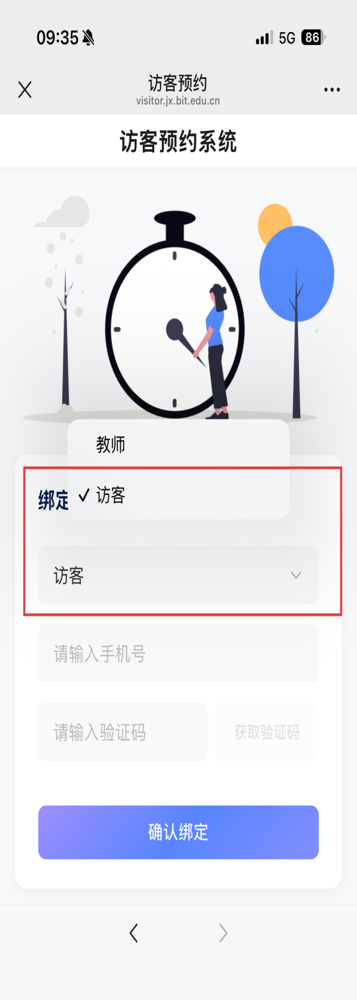 09:35
5G 86
访客预约
visitor.jx.bit.edu.cn
访客预约系统
教师
绑定
访客
访客
请输入手机号
请输入验证码
获取验证码
确认绑定